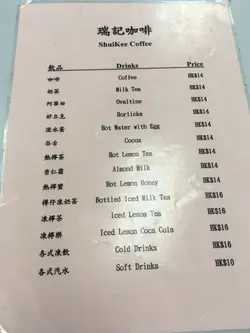 瑞記咖啡
ShuiKee Coffee
飲品 Drinks Price
咖啡 Coffee HK$14
奶茶 Milk Tea HK$14
阿華田 Ovaltine HK$14
好立克 Horlicks HK$14
滾水蛋 Hot Water with Egg HK$14
谷古 Cocoa HK$14
熱檸茶 Hot Lemon Tea HK$14
杏仁霜 Almond Milk HK$14
熱檸蜜 Hot Lemon Honey HK$14
樽仔凍奶茶 Bottled Iced Milk Tea HK$16
凍檸茶 Iced Lemon Tea HK$16
凍檸樂 Iced Lemon Coca Cola HK$16
各式凍飲 Cold Drinks HK$16
各式汽水 Soft Drinks HK$10